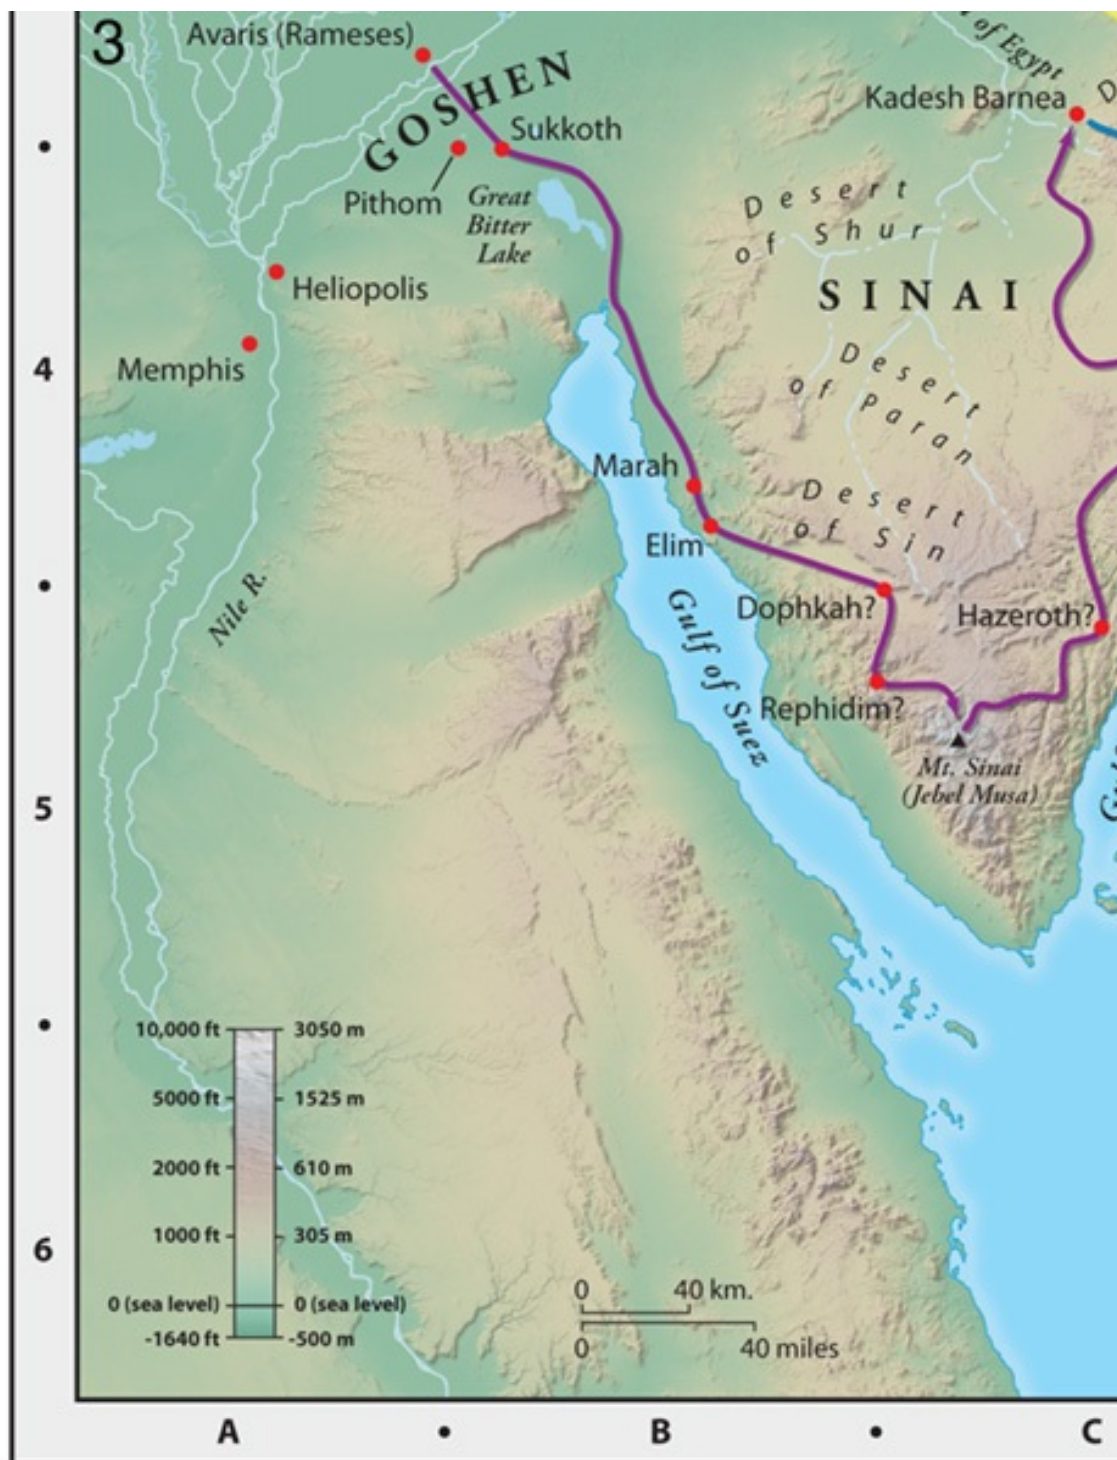 3
Avaris (Rameses)
GOSHEN
of Egypt
Kadesh Barnea
D
Sukkoth
Pithom
Great
Bitter
Lake
Desert
of Shur
Heliopolis
SINAI
4
Memphis
Desert
of Paran
Marah
Desert
of Sin
Elim
Nile R.
Gulf of Suez
Dophkah?
Hazeroth?
Rephidim?
Mt. Sinai
(Jebel Musa)
5
10,000 ft 3050 m
5000 ft 1525 m
2000 ft 610 m
1000 ft 305 m
6
0 (sea level) 0 (sea level)
-1640 ft -500 m
0 40 km.
0 40 miles
A B C